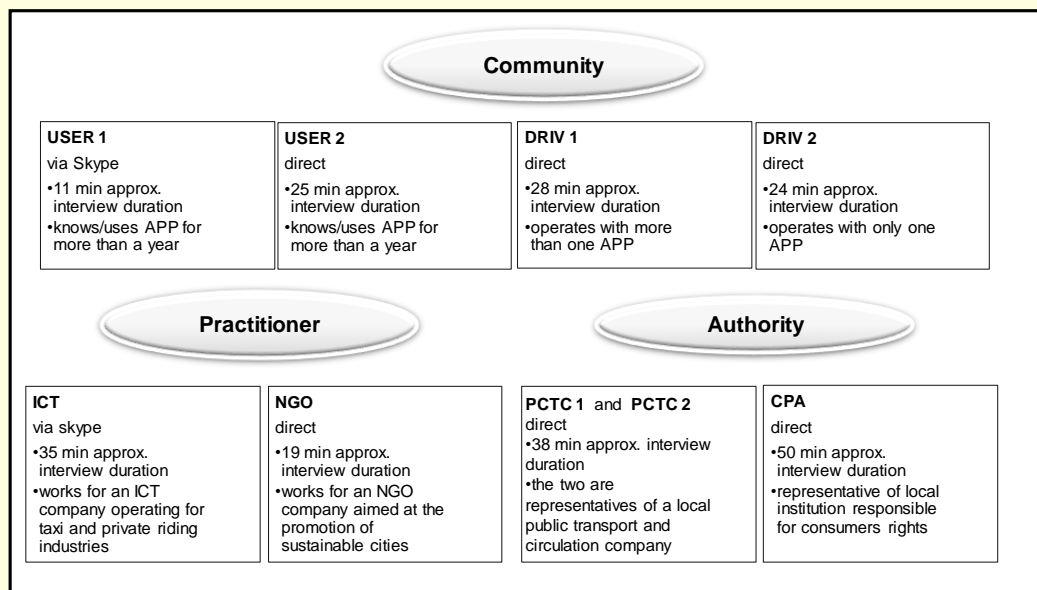 Community
USER 1
via Skype
•11 min approx.
interview duration
•knows/uses APP for
more than a year
USER 2
direct
•25 min approx.
interview duration
•knows/uses APP for
more than a year
DRIV 1
direct
•28 min approx.
interview duration
•operates with more
than one APP
DRIV 2
direct
•24 min approx.
interview duration
•operates with only one
APP
Practitioner
Authority
ICT
via skype
•35 min approx.
interview duration
•works for an ICT
company operating for
taxi and private riding
industries
NGO
direct
•19 min approx.
interview duration
•works for an NGO
company aimed at the
promotion of
sustainable cities
PCTC 1 and PCTC 2
direct
•38 min approx. interview
duration
•the two are
representatives of a local
public transport and
circulation company
CPA
direct
•50 min approx.
interview duration
•representative of local
institution responsible
for consumers rights